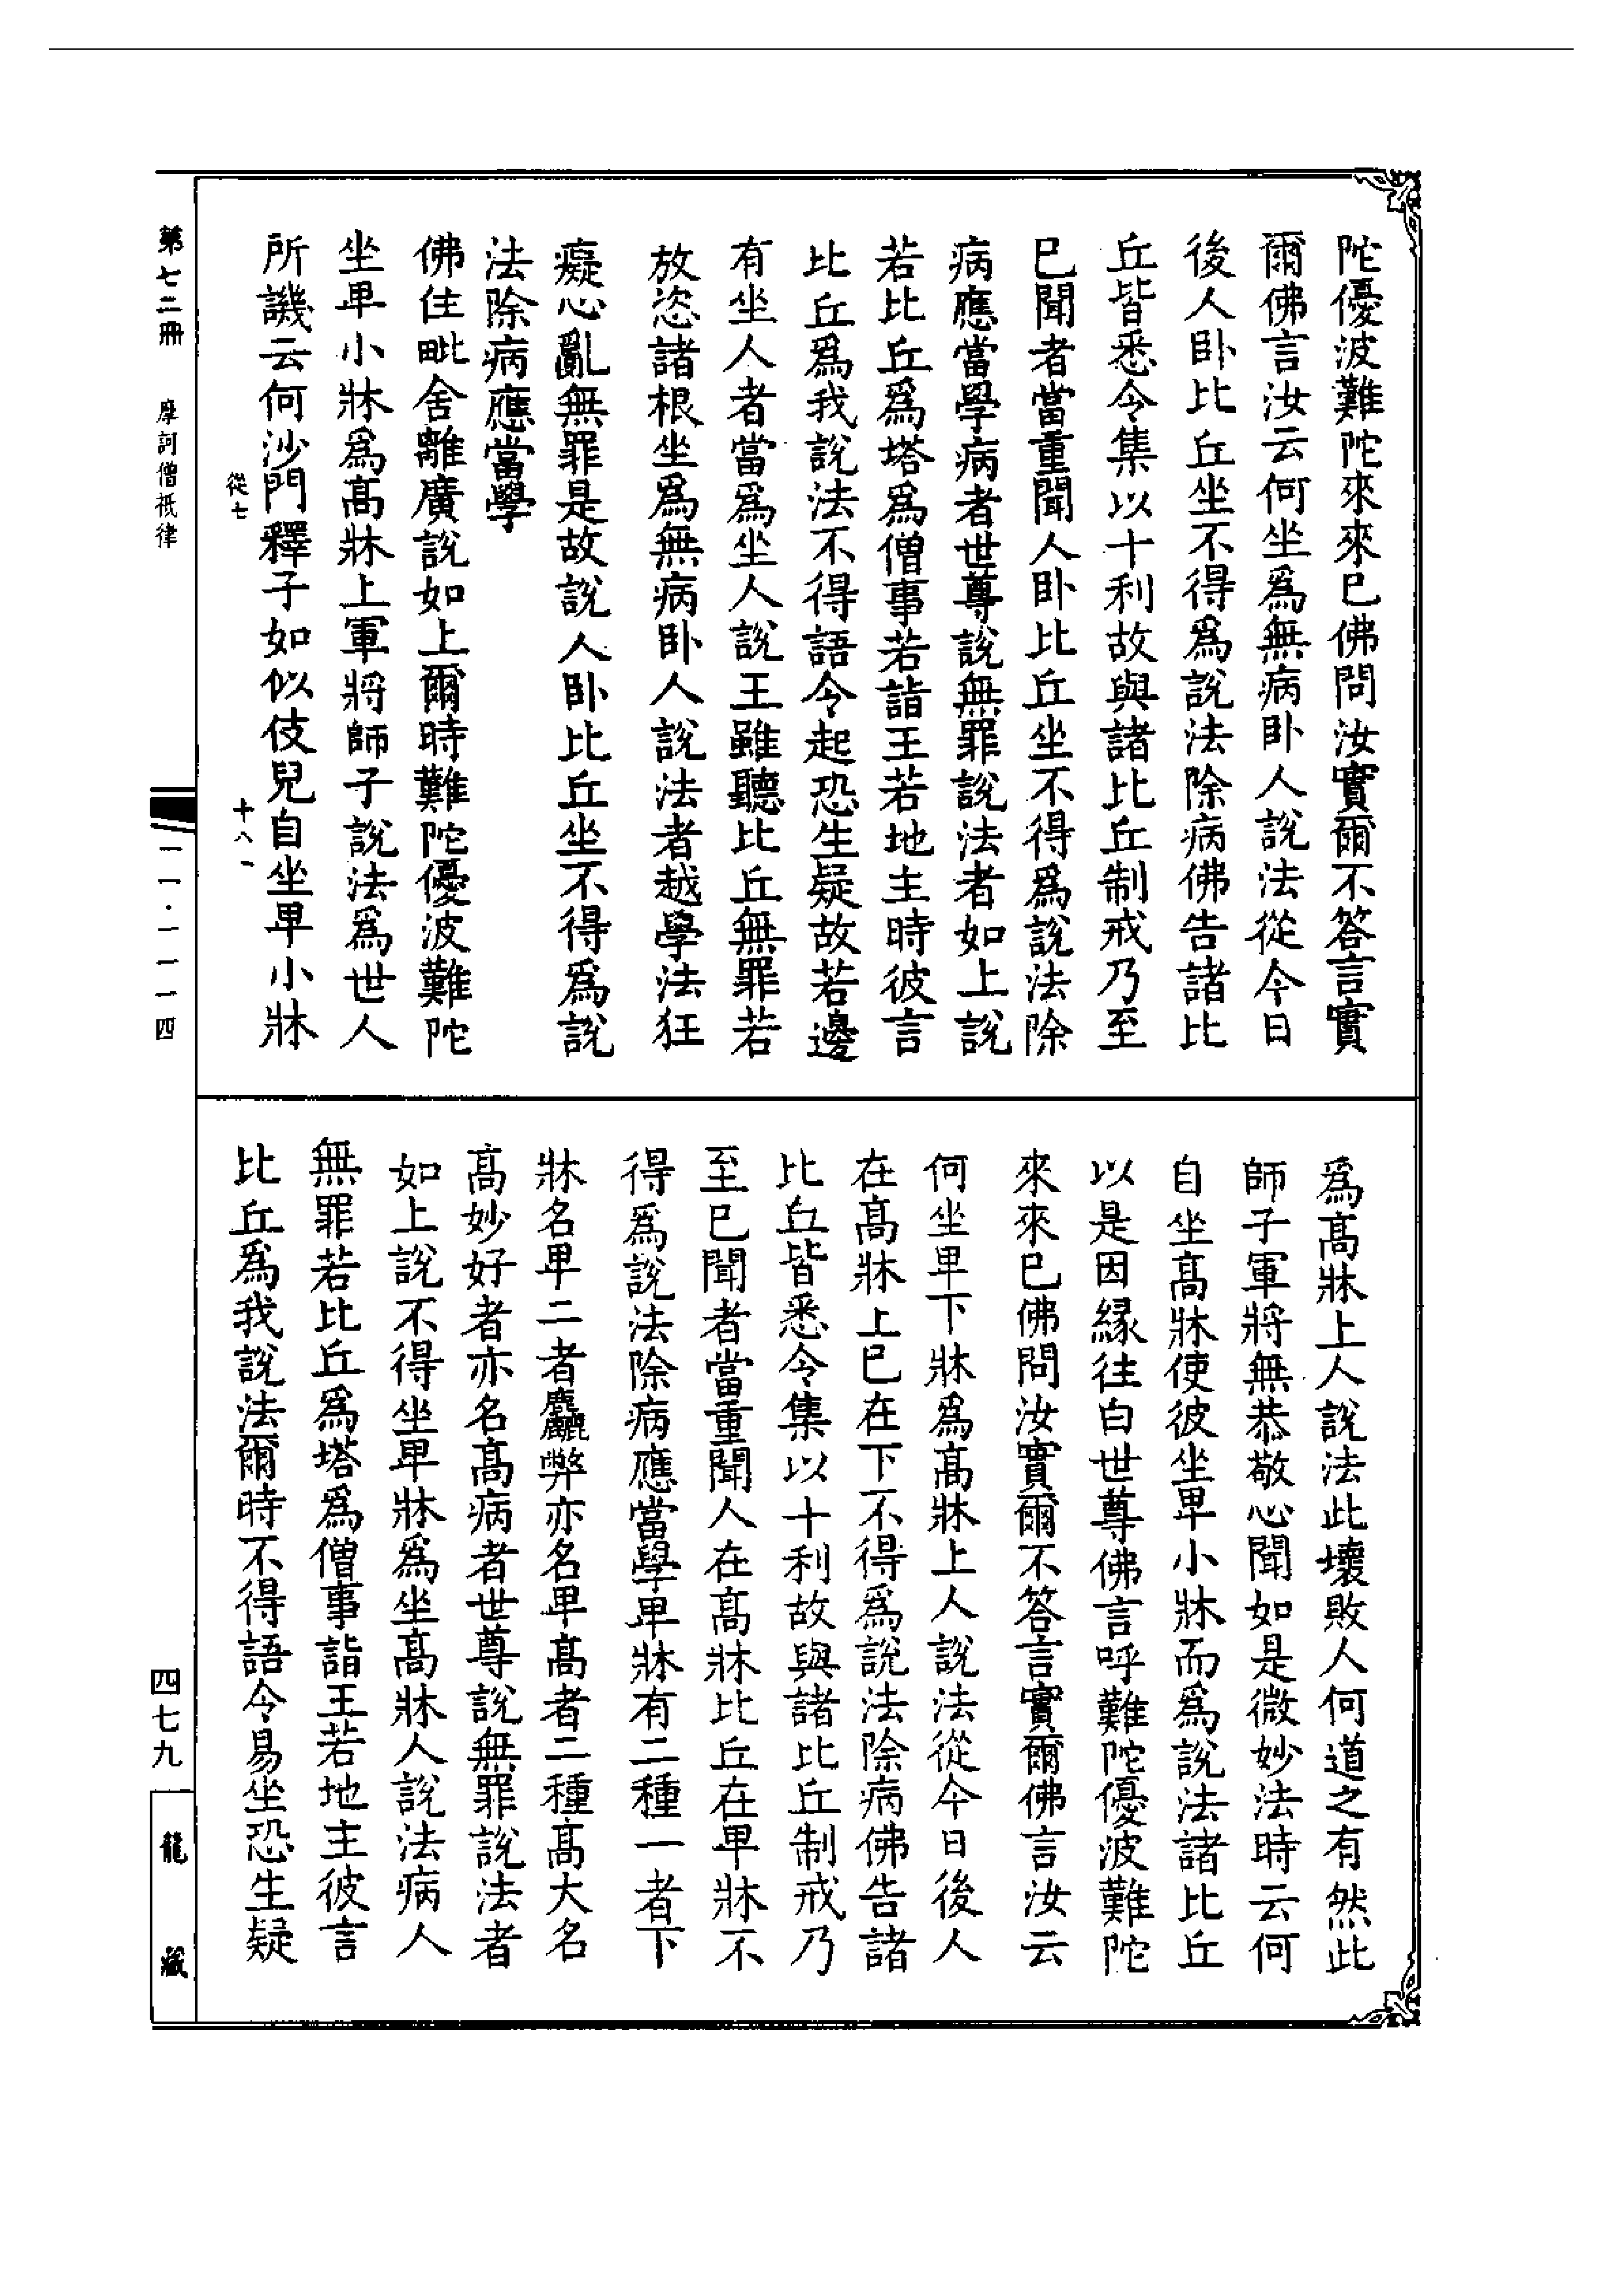 陀優波難陀來來已佛問汝實爾不答言實
爾佛言汝云何坐爲無病卧人說法從今日
後人卧比丘坐不得爲說法除病佛告諸比
丘皆悉令集以十利故與諸比丘制戒乃至
已聞者當重聞人卧比丘坐不得爲說法除
病應當學病者世尊說無罪說法者如上說
若比丘爲塔爲僧事若詣王若地主時彼言
比丘爲我說法不得語令起恐生疑故若邊
有坐人者當爲坐人說王雖聽比丘無罪若
放恣諸根坐爲無病卧人說法者越學法狂
癡心亂無罪是故說人卧比丘坐不得爲說
法除病應當學
佛住毗舍離廣說如上爾時難陀優波難陀
坐卑小牀爲高牀上軍將師子說法爲世人
所譏云何沙門釋子如似伎兒自坐卑小牀
爲高牀上人說法此壞敗人何道之有然此
師子軍將無恭敬心聞如是微妙法時云何
自坐高牀使彼坐卑小牀而爲說法諸比丘
以是因緣往白世尊佛言呼難陀優波難陀
來來已佛問汝實爾不答言實爾佛言汝云
何坐卑下牀爲高牀上人說法從今日後人
在高牀上已在下不得爲說法除病佛告諸
比丘皆悉令集以十利故與諸比丘制戒乃
至已聞者當重聞人在高牀比丘在卑牀不
得爲說法除病應當學卑牀有二種一者下
牀名卑二者麤弊亦名卑高者二種高大名
高妙好者亦名高病者世尊說無罪說法者
如上說不得坐卑牀爲坐高牀人說法病人
無罪若比丘爲塔爲僧事詣王若地主彼言
比丘爲我說法爾時不得語令易坐恐生疑
從七
十八一
第七二冊
摩訶僧祇律
一一·一一一四
四七九
龍藏